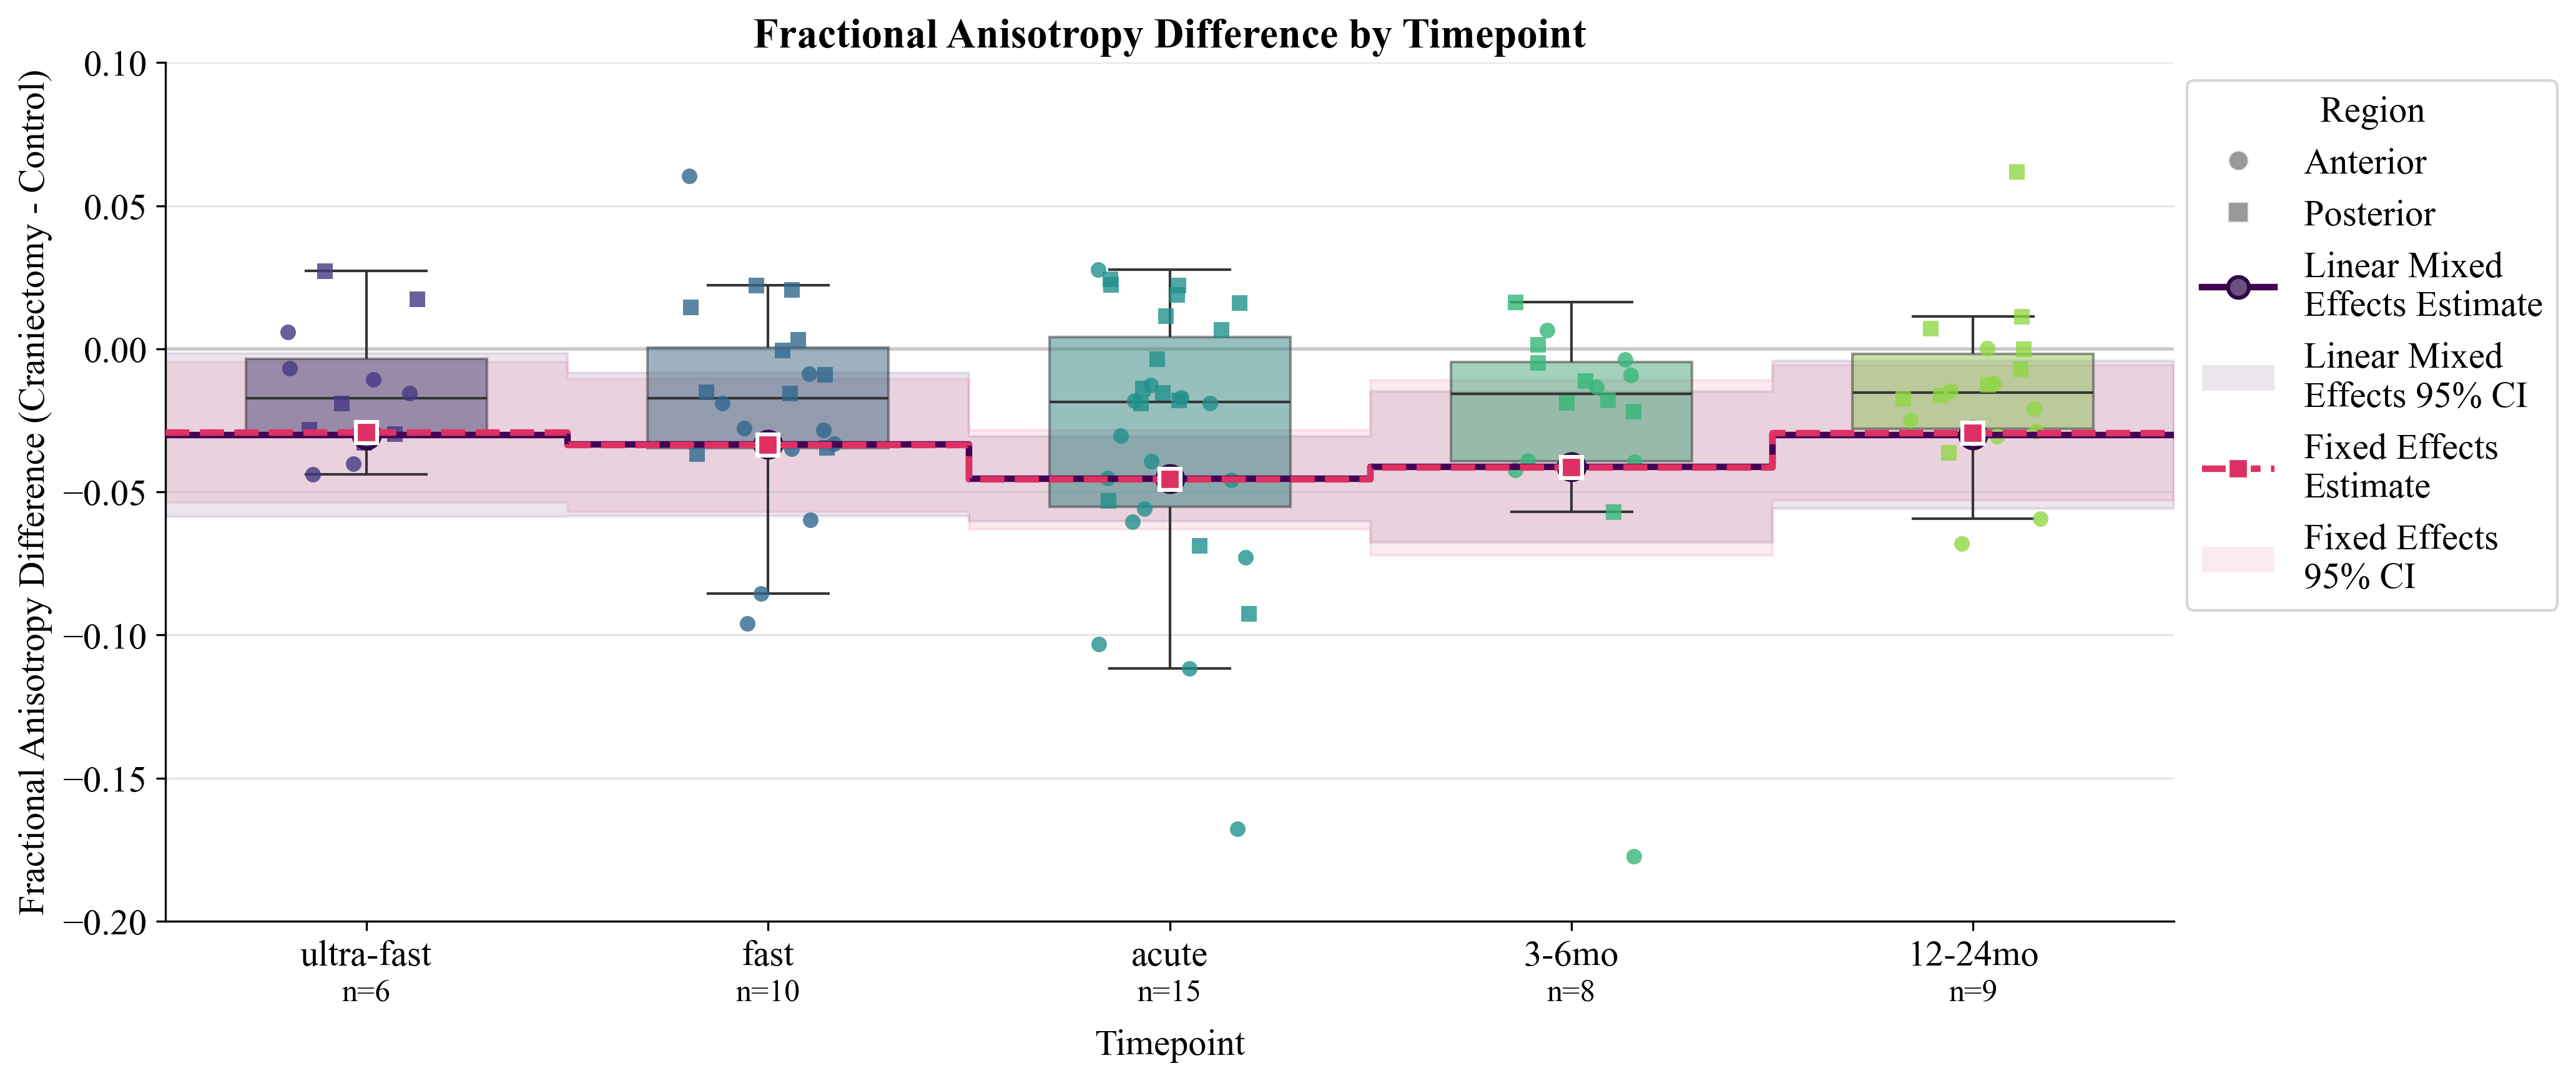 Fractional Anisotropy Difference by Timepoint
Fractional Anisotropy Difference (Craniectomy - Control)
0.10
0.05
0.00
−0.05
−0.10
−0.15
−0.20
ultra-fast
n=6
fast
n=10
acute
n=15
3-6mo
n=8
12-24mo
n=9
Timepoint
Region
Anterior
Posterior
Linear Mixed
Effects Estimate
Linear Mixed
Effects 95% CI
Fixed Effects
Estimate
Fixed Effects
95% CI